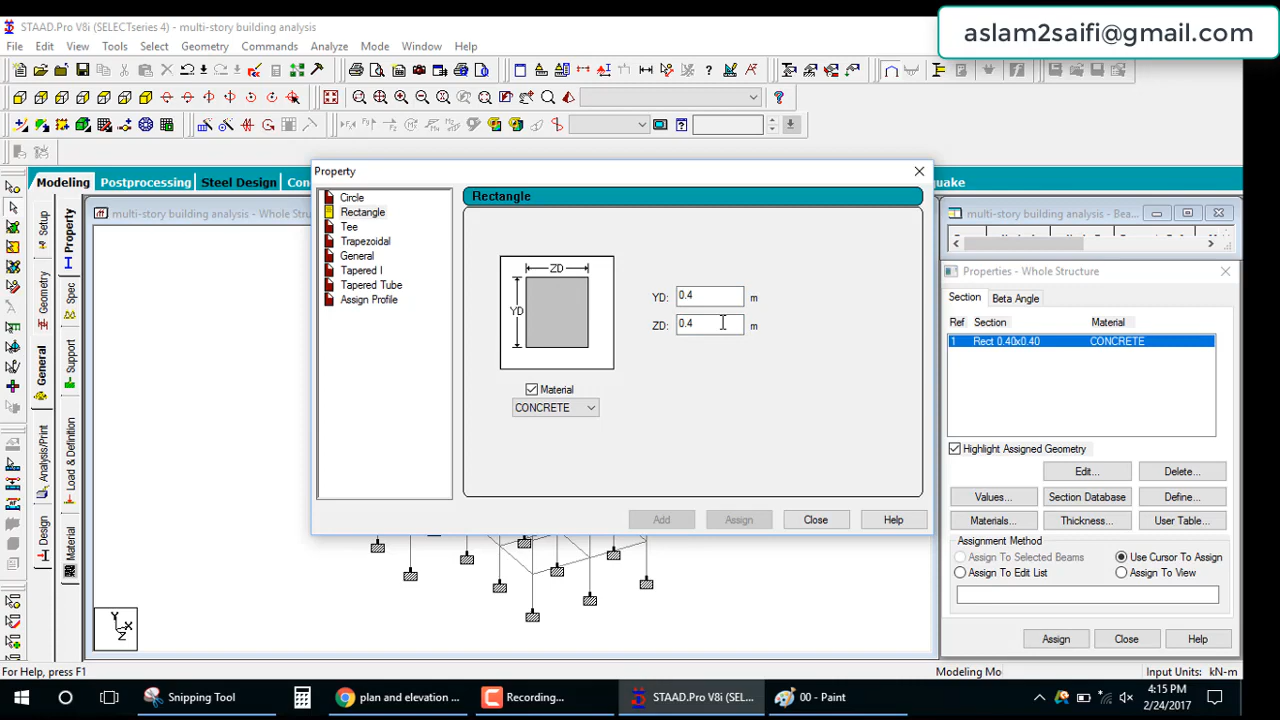 STAAD.Pro V8i (SELECTseries 4) - multi-story building analysis
aslam2saifi@gmail.com
File Edit View Tools Select Geometry Commands Analyze Mode Window Help
Modeling Postprocessing Steel Design Con
eake
multi-story building analysis - Whole Stru
Property
Circle
Rectangle
Tee
Trapezoidal
General
Tapered I
Tapered Tube
Assign Profile
Rectangle
ZD
YD
YD: 0.4 m
ZD: 0.4 m
Material
CONCRETE
Add Assign Close Help
multi-story building analysis - Bea...
Properties - Whole Structure
Section Beta Angle
Ref Section Material
1 Rect 0.40x0.40 CONCRETE
Highlight Assigned Geometry
Edit... Delete...
Values... Section Database Define...
Materials... Thickness... User Table...
Assignment Method
Assign To Selected Beams Use Cursor To Assign
Assign To Edit List Assign To View
Assign Close Help
Setup
General
Analysis/Print
Design
Property
Spec
Support
Load & Definition
Material
Y
X
Z
For Help, press F1
Modeling Mo Input Units: kN-m
Snipping Tool
plan and elevation ...
Recording...
STAAD.Pro V8i (SEL...
00 - Paint
4:15 PM
2/24/2017